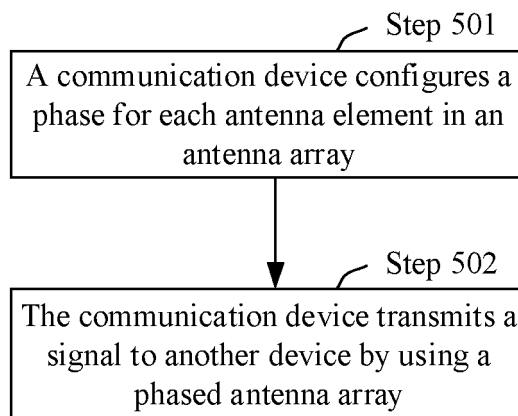 Step 501
A communication device configures a
phase for each antenna element in an
antenna array
Step 502
The communication device transmits a
signal to another device by using a
phased antenna array